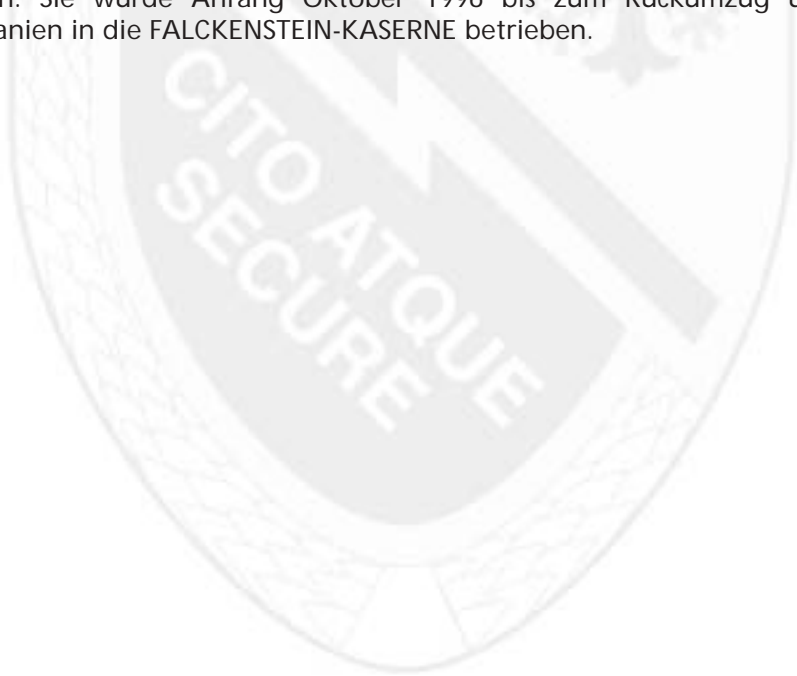 Sie wurde Anfang Oktober bis zum Rückumzug
anien in die FALCKENSTEIN-KASERNE betrieben.
CITO ATQUE
SECURE